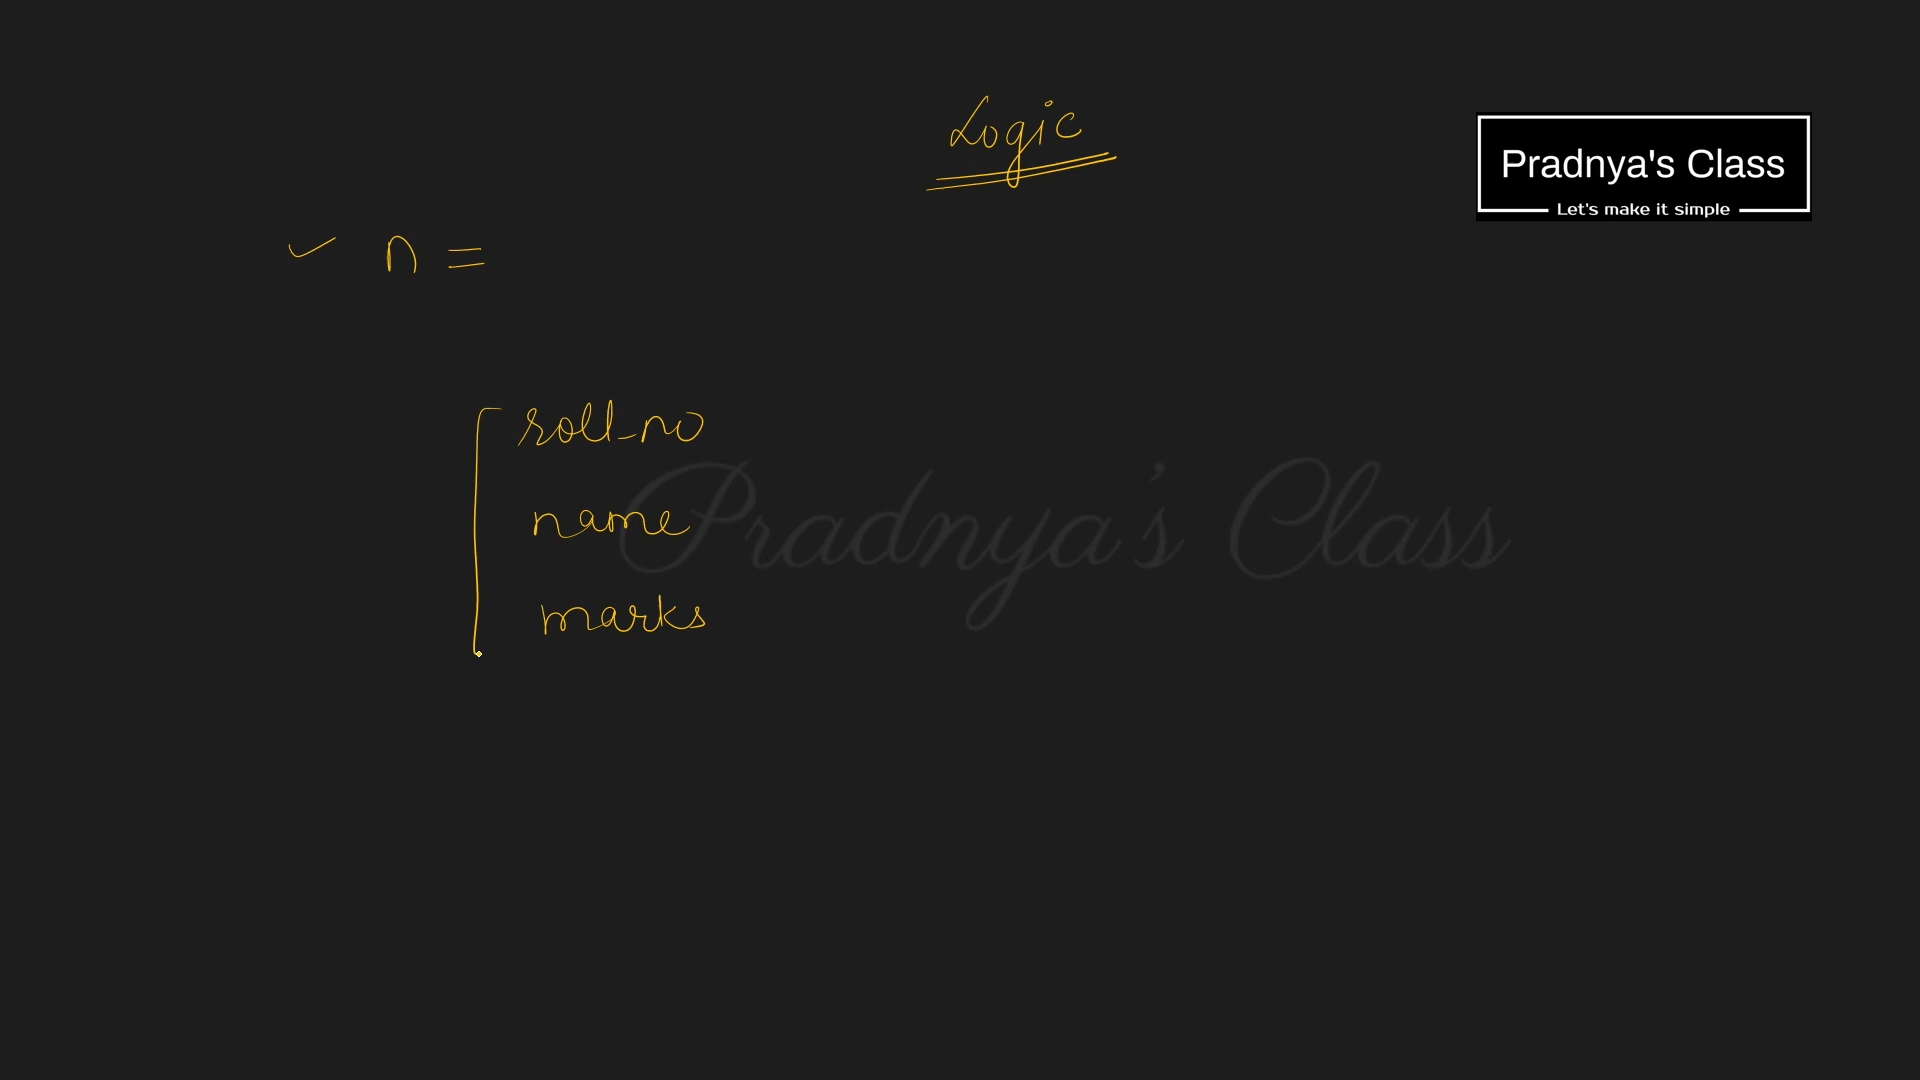 Logic
Pradnya's Class
Let's make it simple
n =
roll_no
name
Pradnya's Class
marks